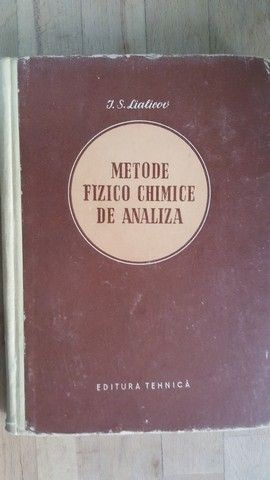 I. S. Lialicov
METODE
FIZICO CHIMICE
DE ANALIZA
EDITURA TEHNICĂ